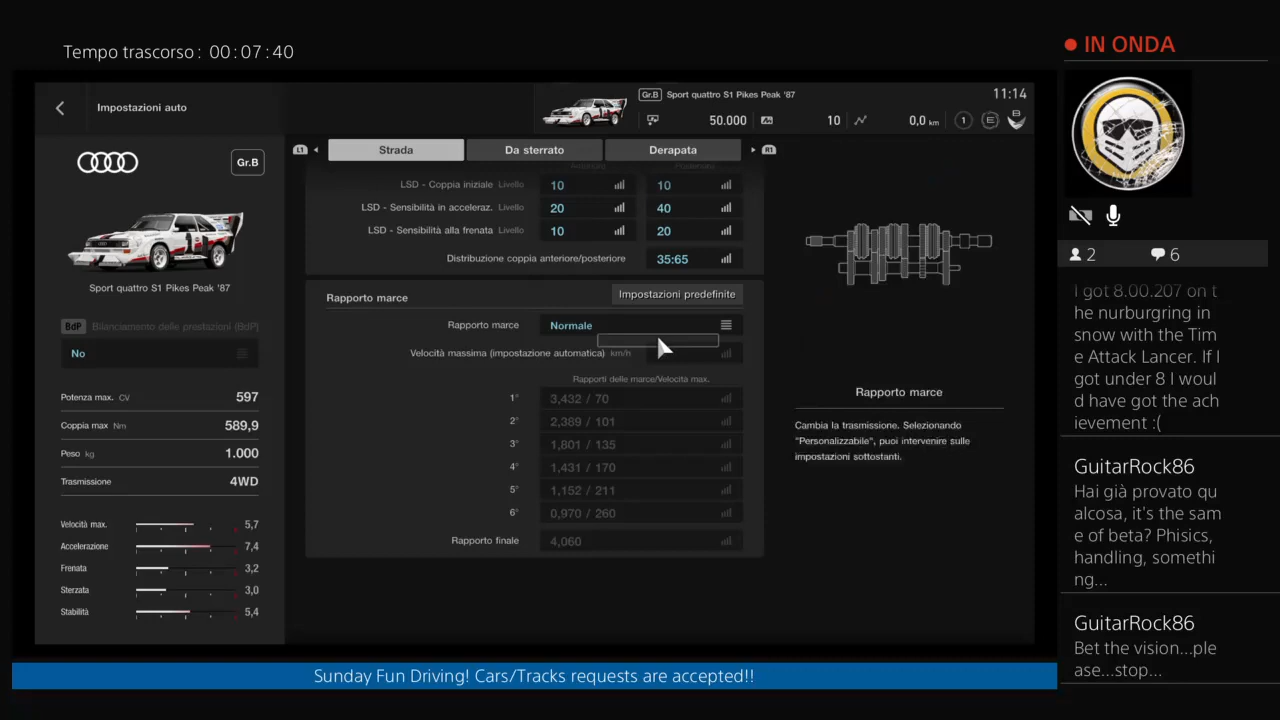 Tempo trascorso: 00:07:40
IN ONDA
Impostazioni auto
Gr.B Sport quattro S1 Pikes Peak '87
11:14
50.000 10 0,0 km 1 E B
L1 Strada Da sterrato Derapata R1
Gr.B
Sport quattro S1 Pikes Peak '87
BdP Bilanciamento delle prestazioni (BdP)
No
Potenza max. CV 597
Coppia max Nm 589,9
Peso kg 1.000
Trasmissione 4WD
Velocità max. 5,7
Accelerazione 7,4
Frenata 3,2
Sterzata 3,0
Stabilità 5,4
LSD - Coppia iniziale Livello 10 10
LSD - Sensibilità in acceleraz. Livello 20 40
LSD - Sensibilità alla frenata Livello 10 20
Distribuzione coppia anteriore/posteriore 35:65
Rapporto marce Impostazioni predefinite
Rapporto marce Normale
Velocità massima (impostazione automatica) km/h
Rapporti delle marce/Velocità max.
1° 3,432 / 70
2° 2,389 / 101
3° 1,801 / 135
4° 1,431 / 170
5° 1,152 / 211
6° 0,970 / 260
Rapporto finale 4,060
Rapporto marce
Cambia la trasmissione. Selezionando
"Personalizzabile", puoi intervenire sulle
impostazioni sottostanti.
2 6
I got 8.00.207 on t
he nurburgring in
snow with the Tim
e Attack Lancer. If I
got under 8 I woul
d have got the ach
ievement :(
GuitarRock86
Hai già provato qu
alcosa, it's the sam
e of beta? Phisics,
handling, somethi
ng...
GuitarRock86
Bet the vision...ple
ase...stop...
Sunday Fun Driving! Cars/Tracks requests are accepted!!